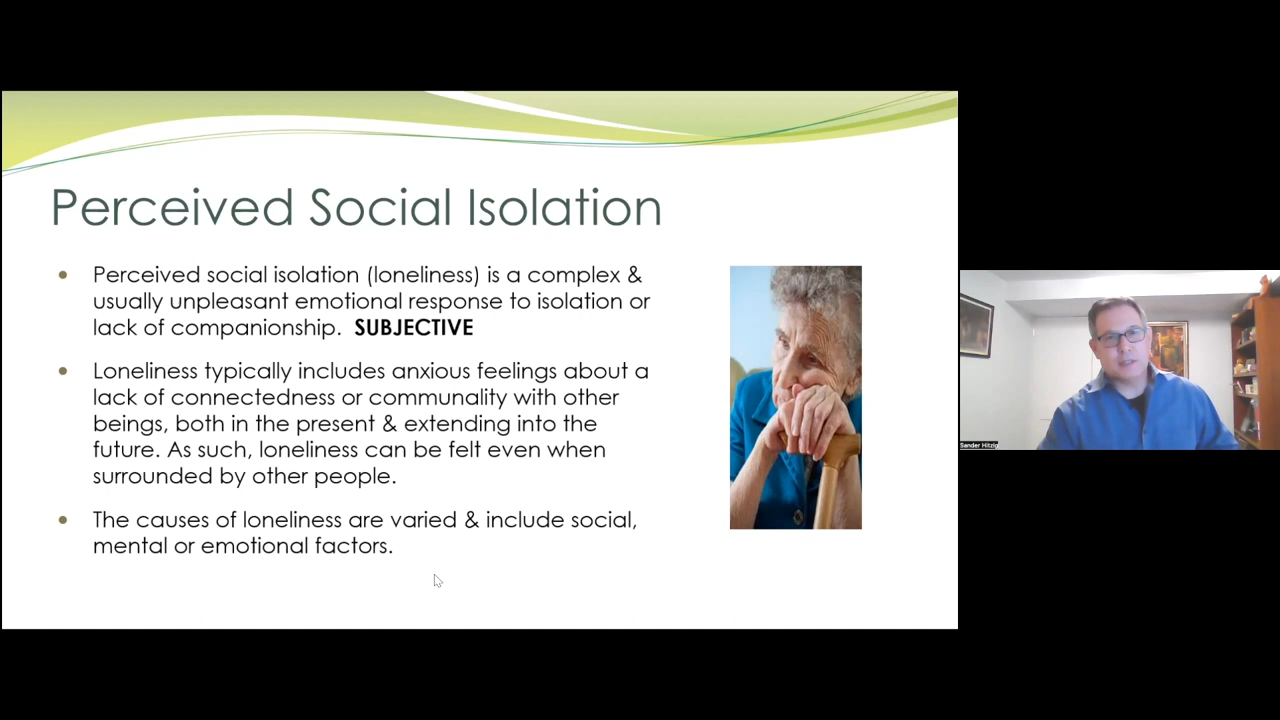 Perceived Social Isolation
Perceived social isolation (loneliness) is a complex &
usually unpleasant emotional response to isolation or
lack of companionship. SUBJECTIVE
Loneliness typically includes anxious feelings about a
lack of connectedness or communality with other
beings, both in the present & extending into the
future. As such, loneliness can be felt even when
surrounded by other people.
The causes of loneliness are varied & include social,
mental or emotional factors.
Sander Hitzig